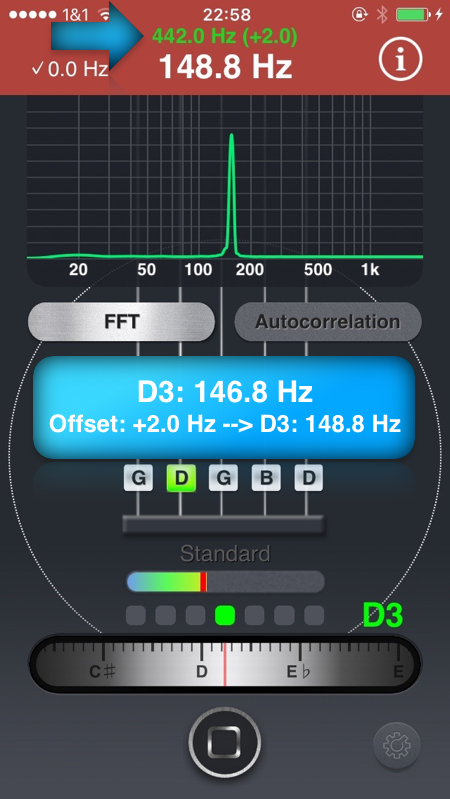 1&1 22:58
442.0 Hz (+2.0)
✓0.0 Hz 148.8 Hz i
20 50 100 200 500 1k
FFT Autocorrelation
D3: 146.8 Hz
Offset: +2.0 Hz --> D3: 148.8 Hz
G D G B D
Standard
D3
C♯ D E♭ E